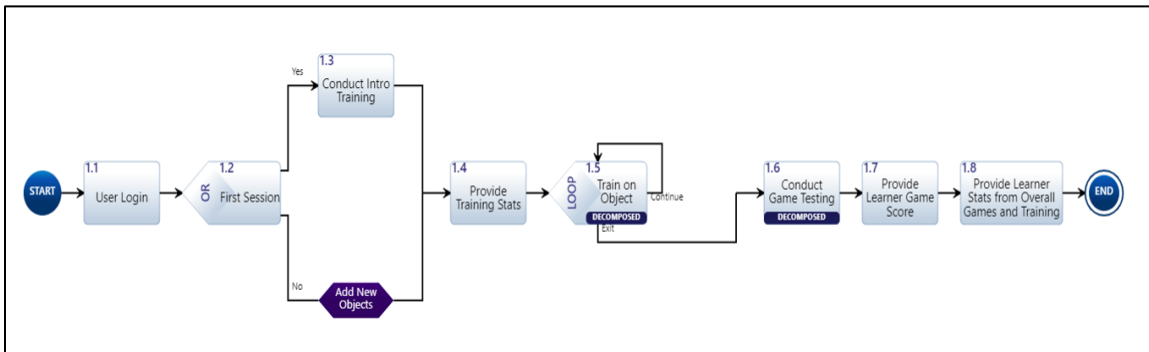 START
1.1
User Login
OR
1.2
First Session
Yes
1.3
Conduct Intro
Training
No
Add New
Objects
1.4
Provide
Training Stats
LOOP
1.5
Train on
Object
DECOMPOSED
Continue
Exit
1.6
Conduct
Game Testing
DECOMPOSED
1.7
Provide
Learner Game
Score
1.8
Provide Learner
Stats from Overall
Games and Training
END